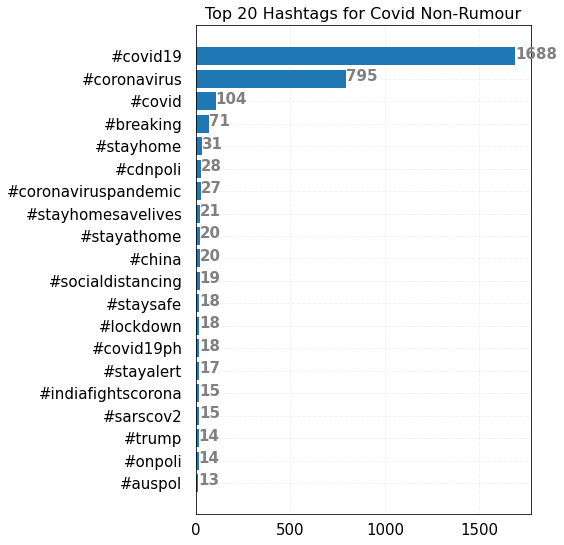 Top 20 Hashtags for Covid Non-Rumour
#covid19 1688
#coronavirus 795
#covid 104
#breaking 71
#stayhome 31
#cdnpoli 28
#coronaviruspandemic 27
#stayhomesavelives 21
#stayathome 20
#china 20
#socialdistancing 19
#staysafe 18
#lockdown 18
#covid19ph 18
#stayalert 17
#indiafightscorona 15
#sarscov2 15
#trump 14
#onpoli 14
#auspol 13
0 500 1000 1500